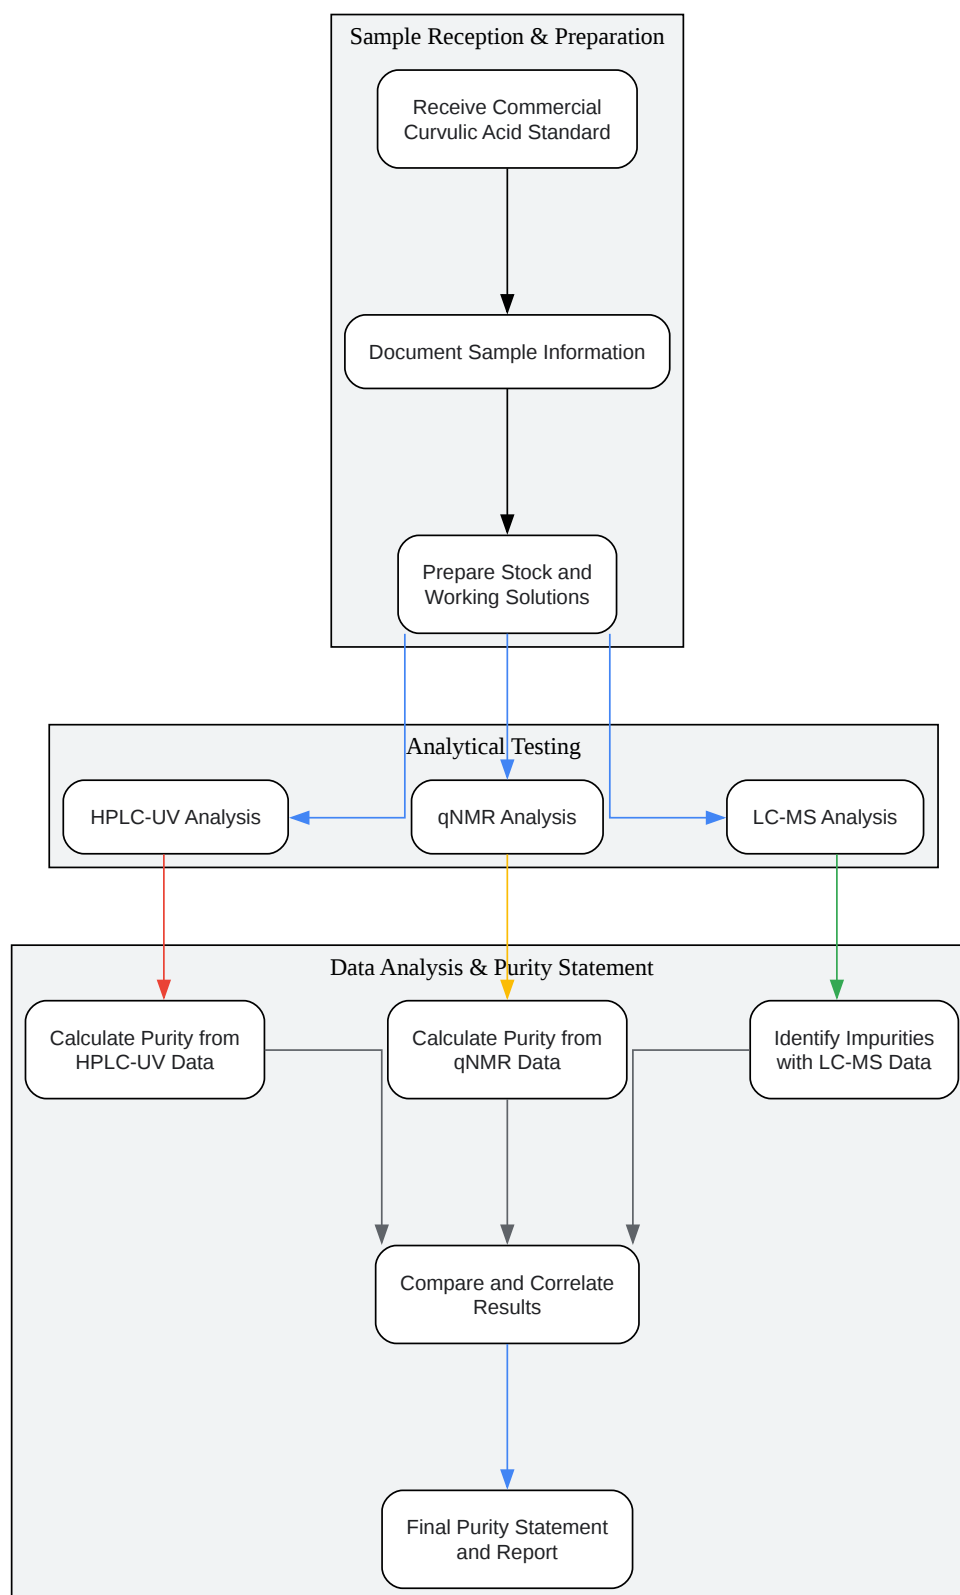 Sample Reception & Preparation
Receive Commercial
Curvulic Acid Standard
Document Sample Information
Prepare Stock and
Working Solutions
Analytical Testing
HPLC-UV Analysis
qNMR Analysis
LC-MS Analysis
Data Analysis & Purity Statement
Calculate Purity from
HPLC-UV Data
Calculate Purity from
qNMR Data
Identify Impurities
with LC-MS Data
Compare and Correlate
Results
Final Purity Statement
and Report